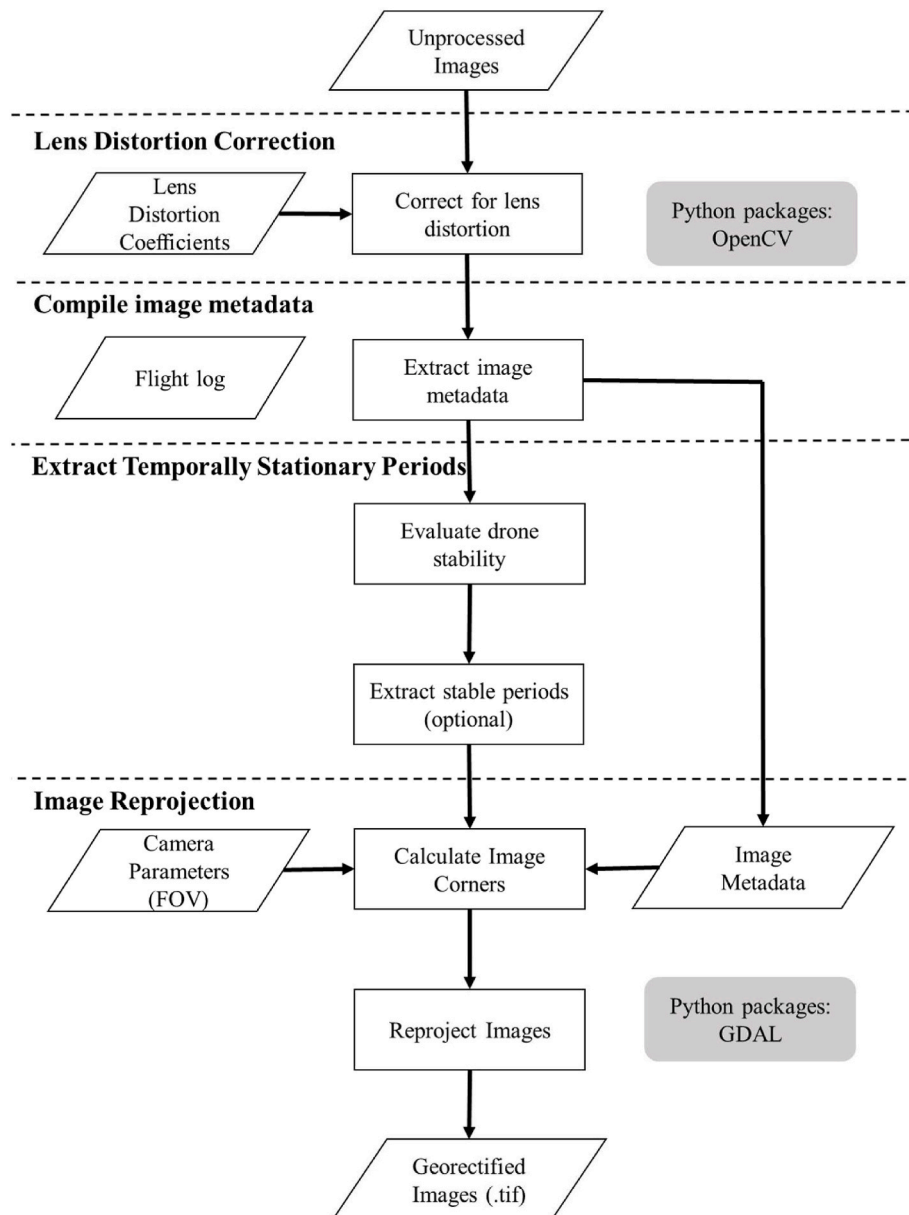 Unprocessed
Images
Lens Distortion Correction
Lens
Distortion
Coefficients
Correct for lens
distortion
Python packages:
OpenCV
Compile image metadata
Flight log
Extract image
metadata
Extract Temporally Stationary Periods
Evaluate drone
stability
Extract stable periods
(optional)
Image Reprojection
Camera
Parameters
(FOV)
Calculate Image
Corners
Image
Metadata
Reproject Images
Python packages:
GDAL
Georectified
Images (.tif)